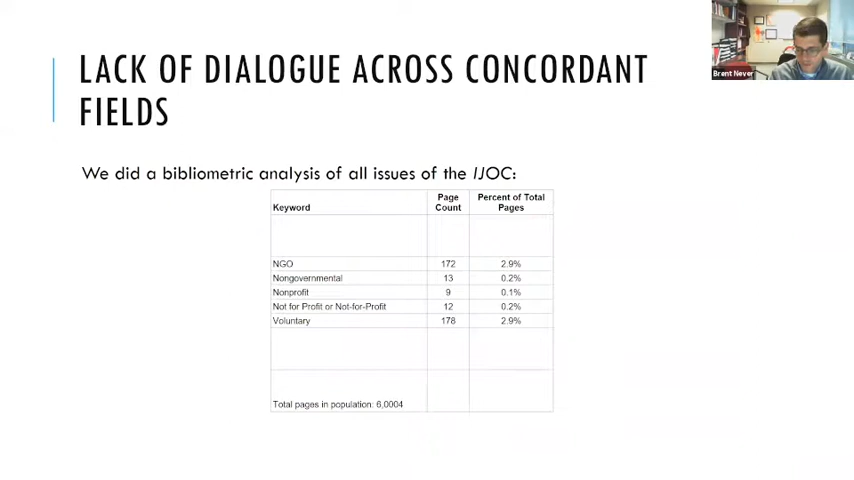 LACK OF DIALOGUE ACROSS CONCORDANT
FIELDS
Brent Never
We did a bibliometric analysis of all issues of the IJOC:
Keyword Page Count Percent of Total Pages
NGO 172 2.9%
Nongovernmental 13 0.2%
Nonprofit 9 0.1%
Not for Profit or Not-for-Profit 12 0.2%
Voluntary 178 2.9%
Total pages in population: 6,0004